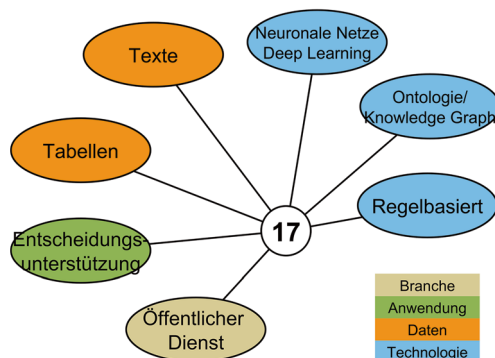 Neuronale Netze
Deep Learning
Texte
Ontologie/
Knowledge Graph
Tabellen
Regelbasiert
17
Entscheidungs-
unterstützung
Öffentlicher
Dienst
Branche
Anwendung
Daten
Technologie